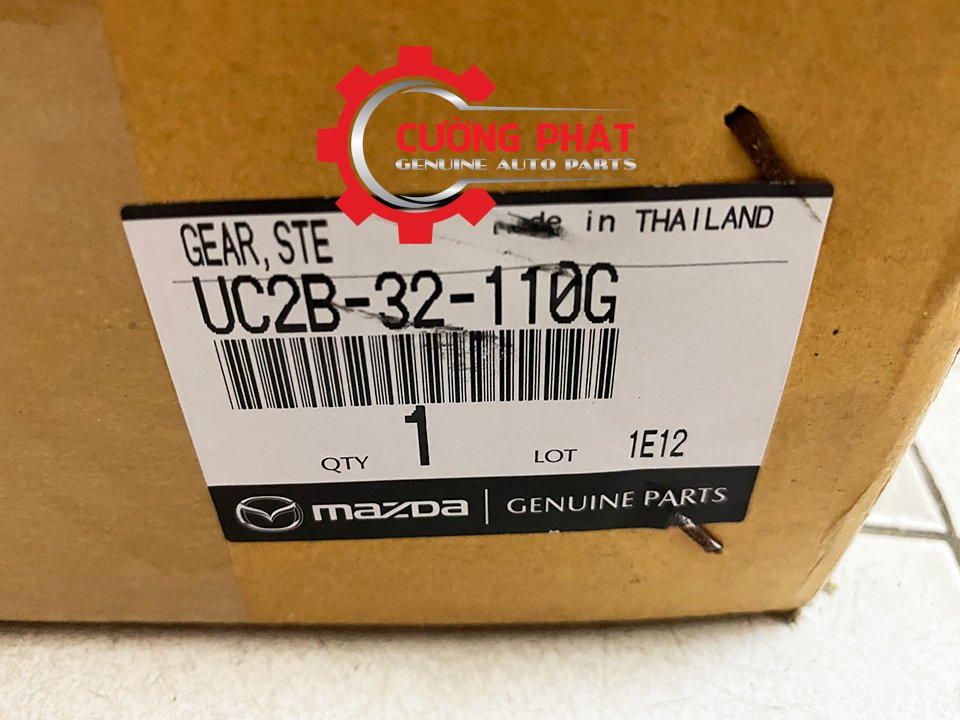 CƯỜNG PHÁT
GENUINE AUTO PARTS
GEAR, STE
in THAILAND
UC2B-32-110G
QTY 1 LOT 1E12
mazda | GENUINE PARTS